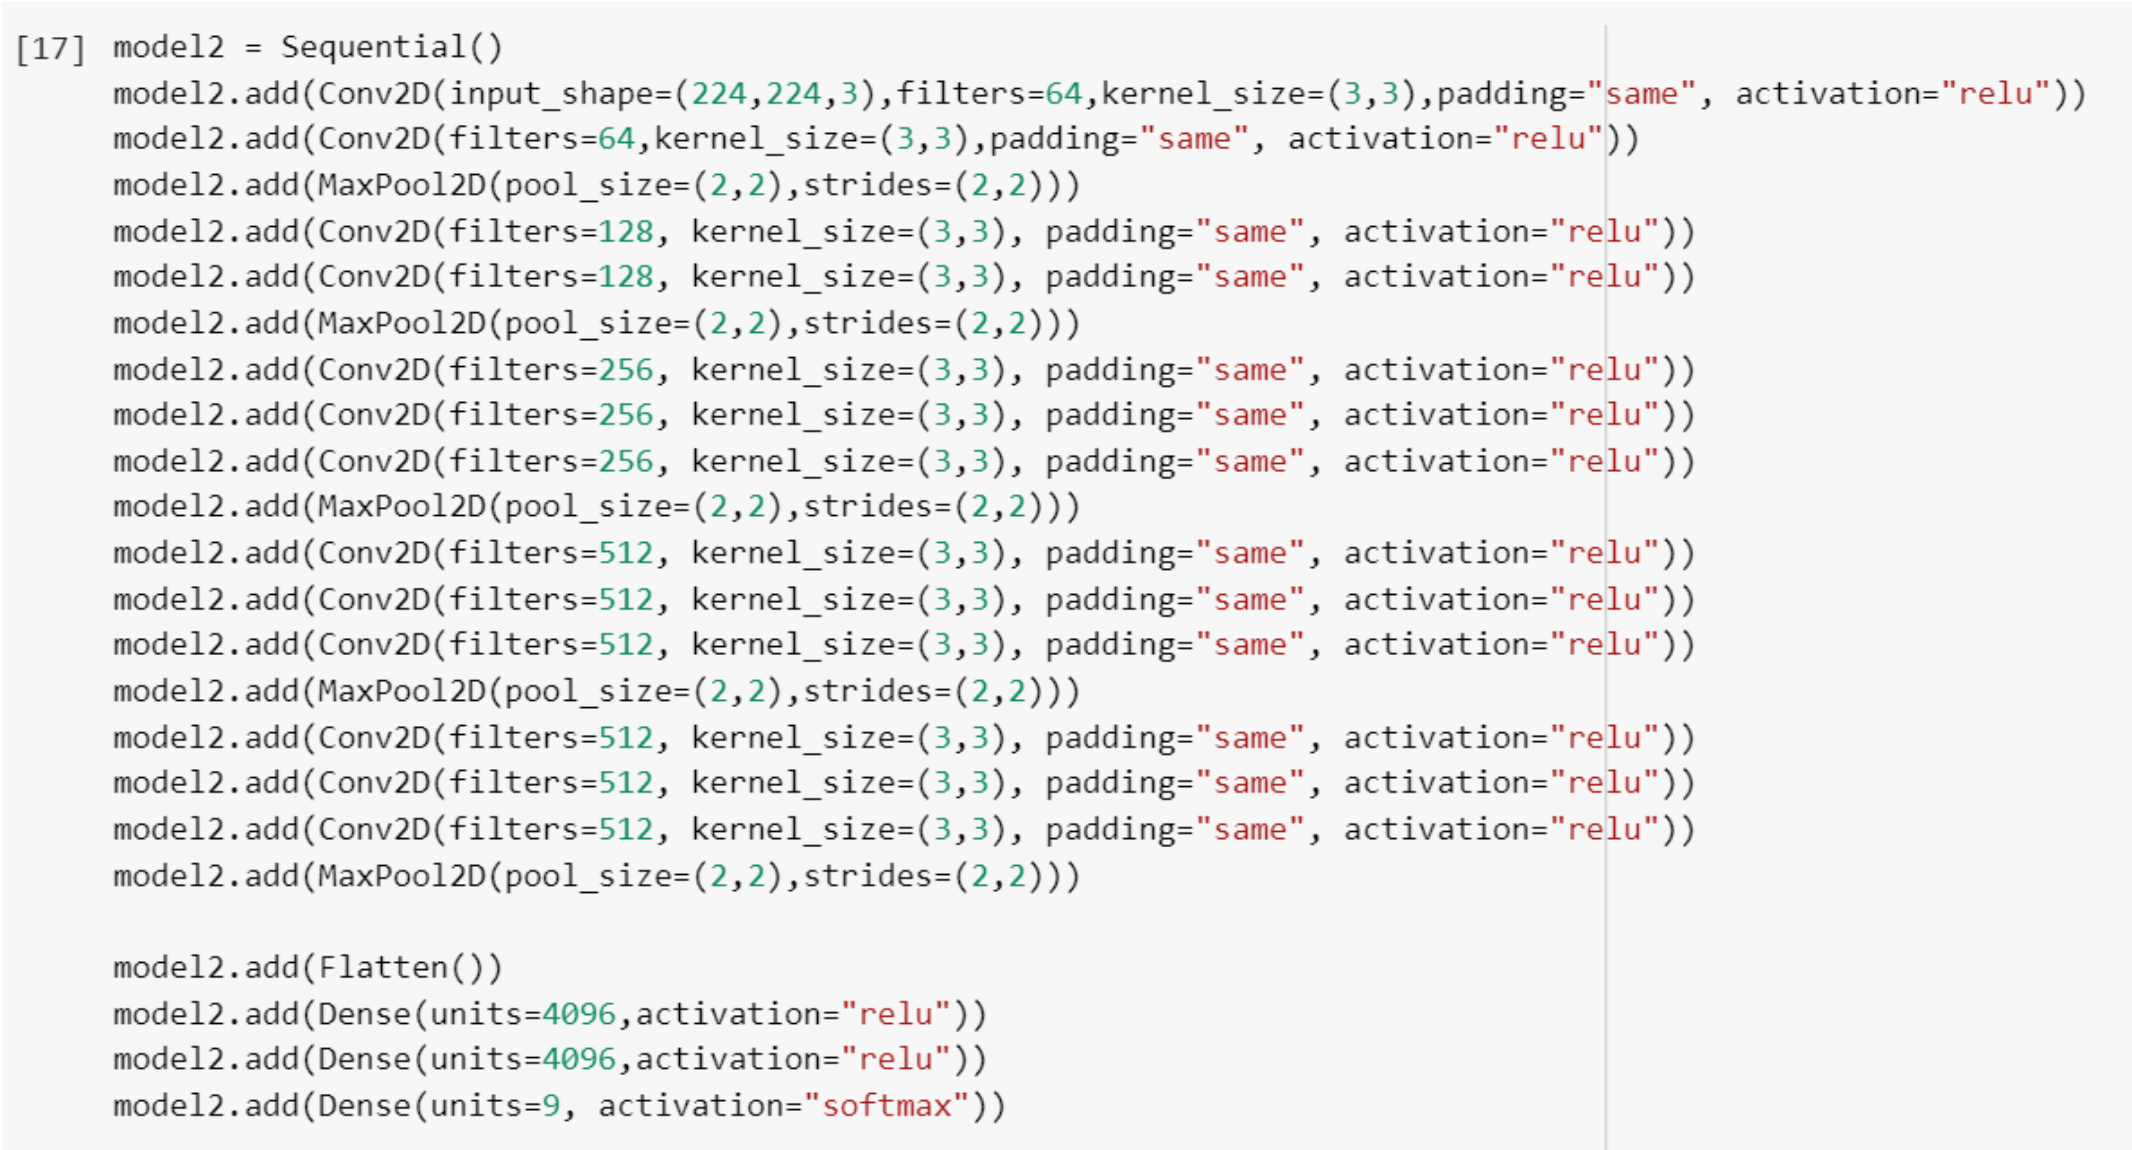 [17] model2 = Sequential()
model2.add(Conv2D(input_shape=(224,224,3),filters=64,kernel_size=(3,3),padding="same", activation="relu"))
model2.add(Conv2D(filters=64,kernel_size=(3,3),padding="same", activation="relu"))
model2.add(MaxPool2D(pool_size=(2,2),strides=(2,2)))
model2.add(Conv2D(filters=128, kernel_size=(3,3), padding="same", activation="relu"))
model2.add(Conv2D(filters=128, kernel_size=(3,3), padding="same", activation="relu"))
model2.add(MaxPool2D(pool_size=(2,2),strides=(2,2)))
model2.add(Conv2D(filters=256, kernel_size=(3,3), padding="same", activation="relu"))
model2.add(Conv2D(filters=256, kernel_size=(3,3), padding="same", activation="relu"))
model2.add(Conv2D(filters=256, kernel_size=(3,3), padding="same", activation="relu"))
model2.add(MaxPool2D(pool_size=(2,2),strides=(2,2)))
model2.add(Conv2D(filters=512, kernel_size=(3,3), padding="same", activation="relu"))
model2.add(Conv2D(filters=512, kernel_size=(3,3), padding="same", activation="relu"))
model2.add(Conv2D(filters=512, kernel_size=(3,3), padding="same", activation="relu"))
model2.add(MaxPool2D(pool_size=(2,2),strides=(2,2)))
model2.add(Conv2D(filters=512, kernel_size=(3,3), padding="same", activation="relu"))
model2.add(Conv2D(filters=512, kernel_size=(3,3), padding="same", activation="relu"))
model2.add(Conv2D(filters=512, kernel_size=(3,3), padding="same", activation="relu"))
model2.add(MaxPool2D(pool_size=(2,2),strides=(2,2)))
model2.add(Flatten())
model2.add(Dense(units=4096,activation="relu"))
model2.add(Dense(units=4096,activation="relu"))
model2.add(Dense(units=9, activation="softmax"))